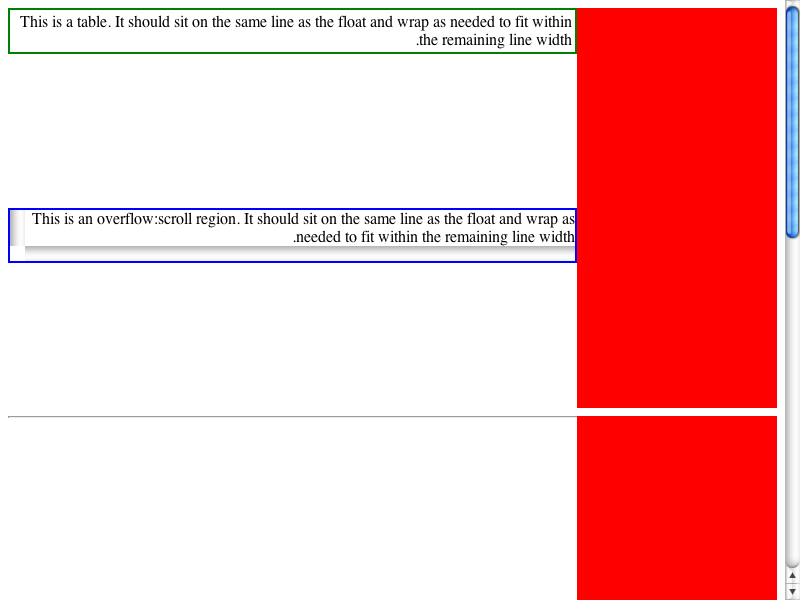 This is a table. It should sit on the same line as the float and wrap as needed to fit within
.the remaining line width
This is an overflow:scroll region. It should sit on the same line as the float and wrap as
.needed to fit within the remaining line width